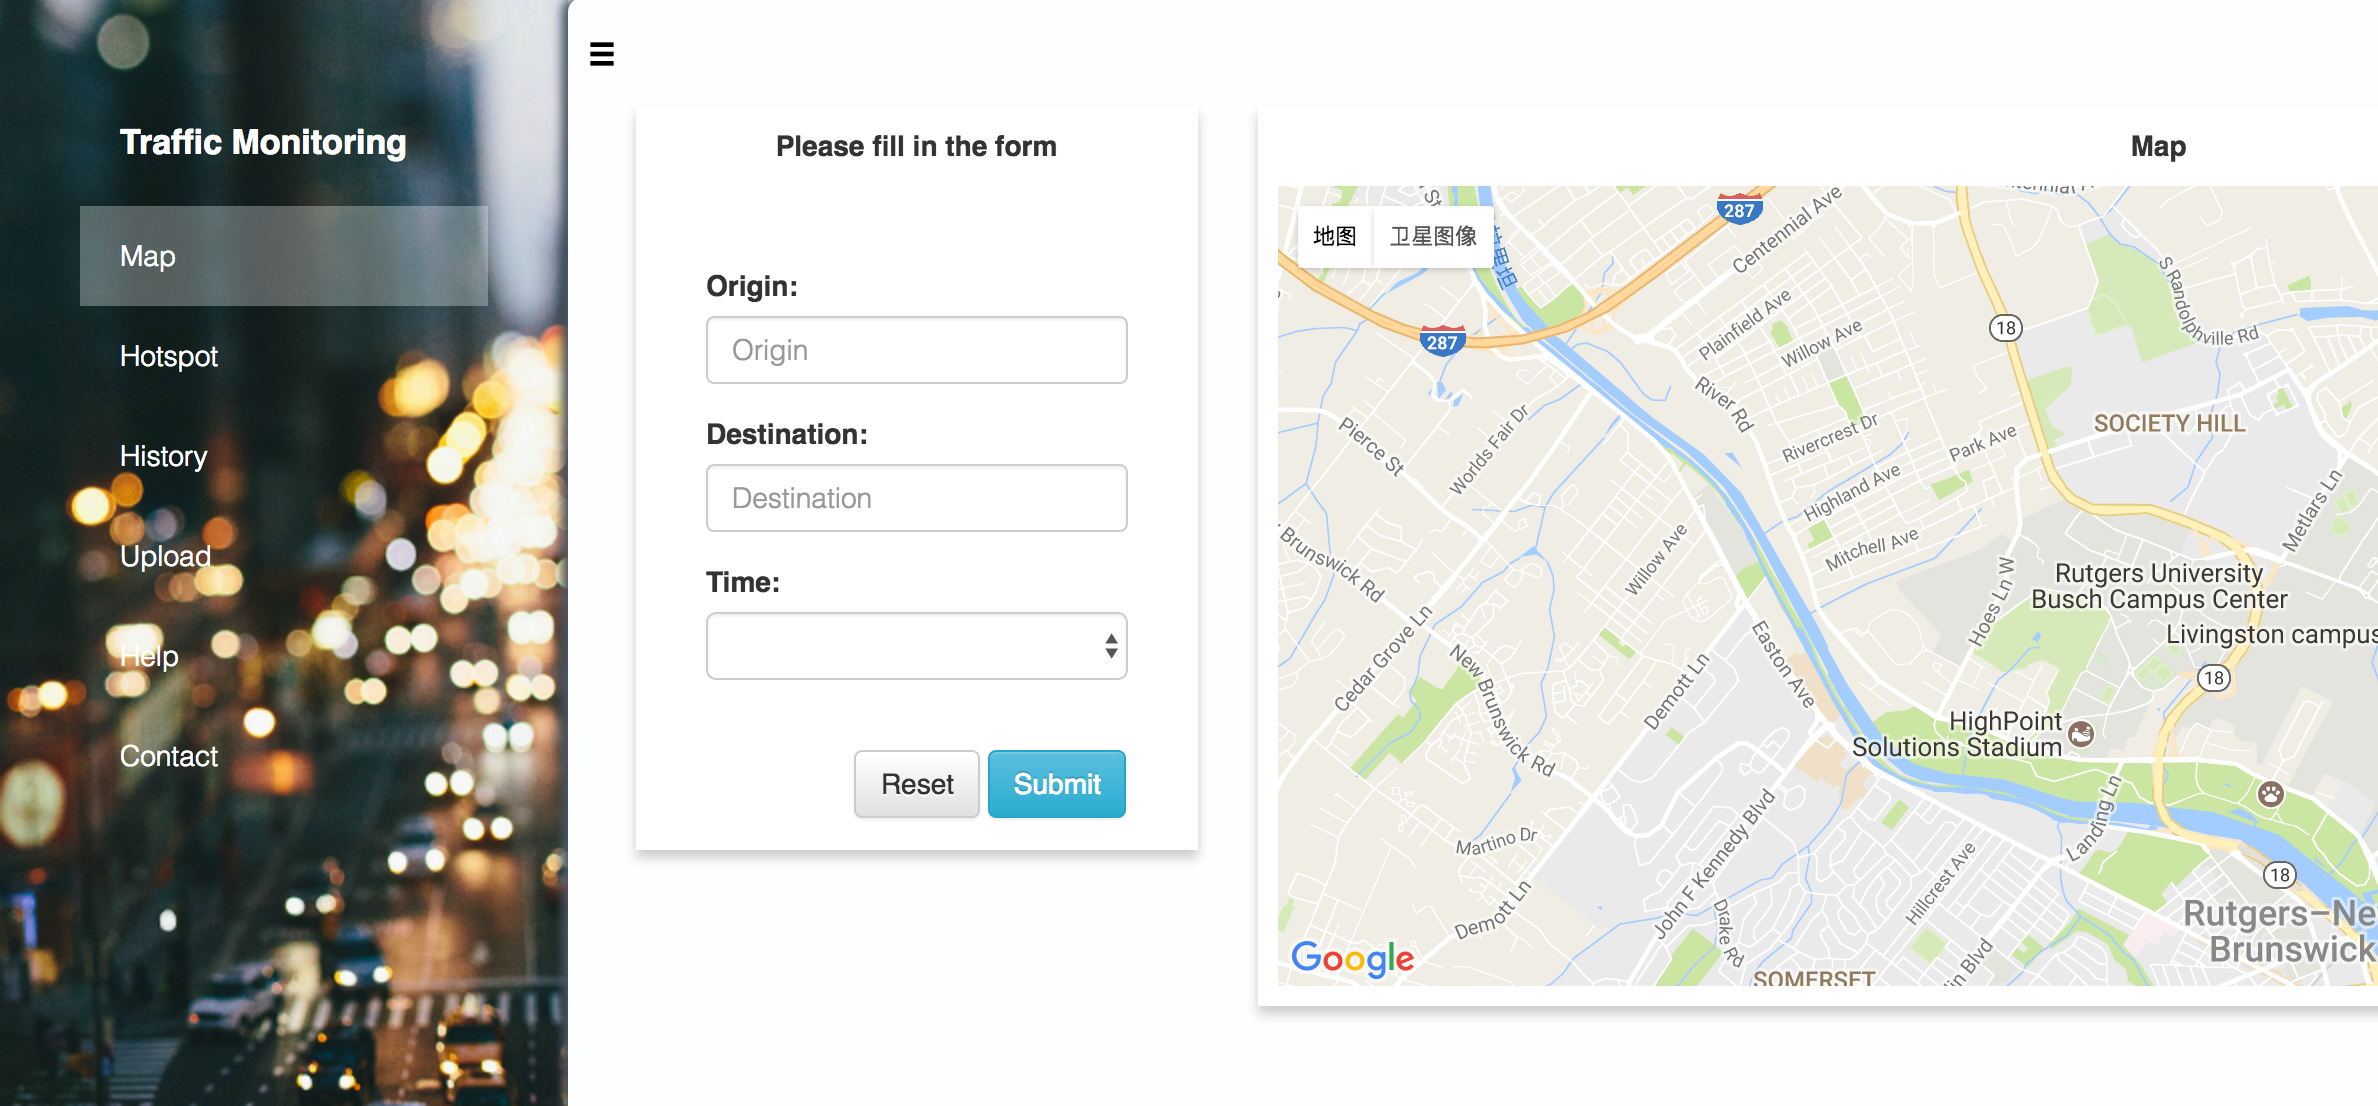 Traffic Monitoring
Map
Hotspot
History
Upload
Help
Contact
Please fill in the form
Origin:
Origin
Destination:
Destination
Time:
Reset
Submit
Map
地图
卫星图像
287
287
Centennial Ave
Plainfield Ave
Willow Ave
River Rd
Rivercrest Dr
Park Ave
Highland Ave
Mitchell Ave
18
S Randolphville Rd
SOCIETY HILL
Metlars Ln
Pierce St
Worlds Fair Dr
Brunswick Rd
Willow Ave
Cedar Grove Ln
New Brunswick Rd
Demott Ln
Easton Ave
Hoes Ln W
Rutgers University
Busch Campus Center
Livingston campus
18
HighPoint
Solutions Stadium
Landing Ln
John F Kennedy Blvd
Martino Dr
Demott Ln
Drake Rd
Hillcrest Ave
18
Rutgers–Ne
Brunswick
SOMERSET
Blvd
Google